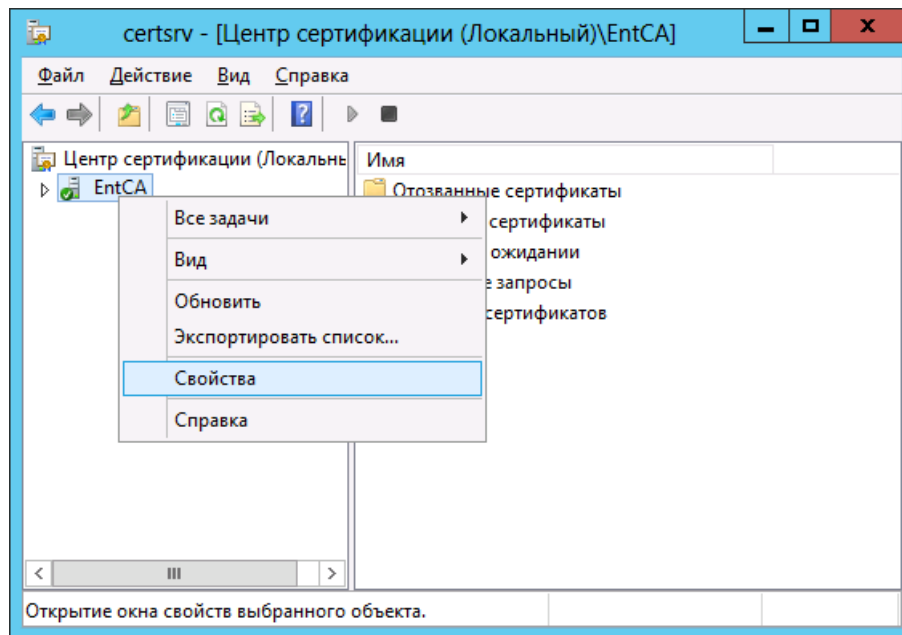 certsrv - [Центр сертификации (Локальный)\EntCA]
Файл Действие Вид Справка
Центр сертификации (Локальны
EntCA
Имя
Отозванные сертификаты
сертификаты
ожидании
запросы
сертификатов
Все задачи
Вид
Обновить
Экспортировать список...
Свойства
Справка
Открытие окна свойств выбранного объекта.